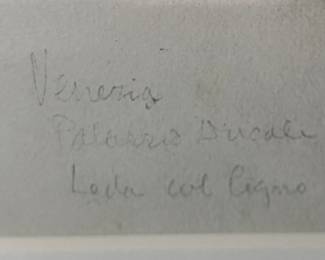 Venezia
Palazzo Ducale
Leda col Cigno